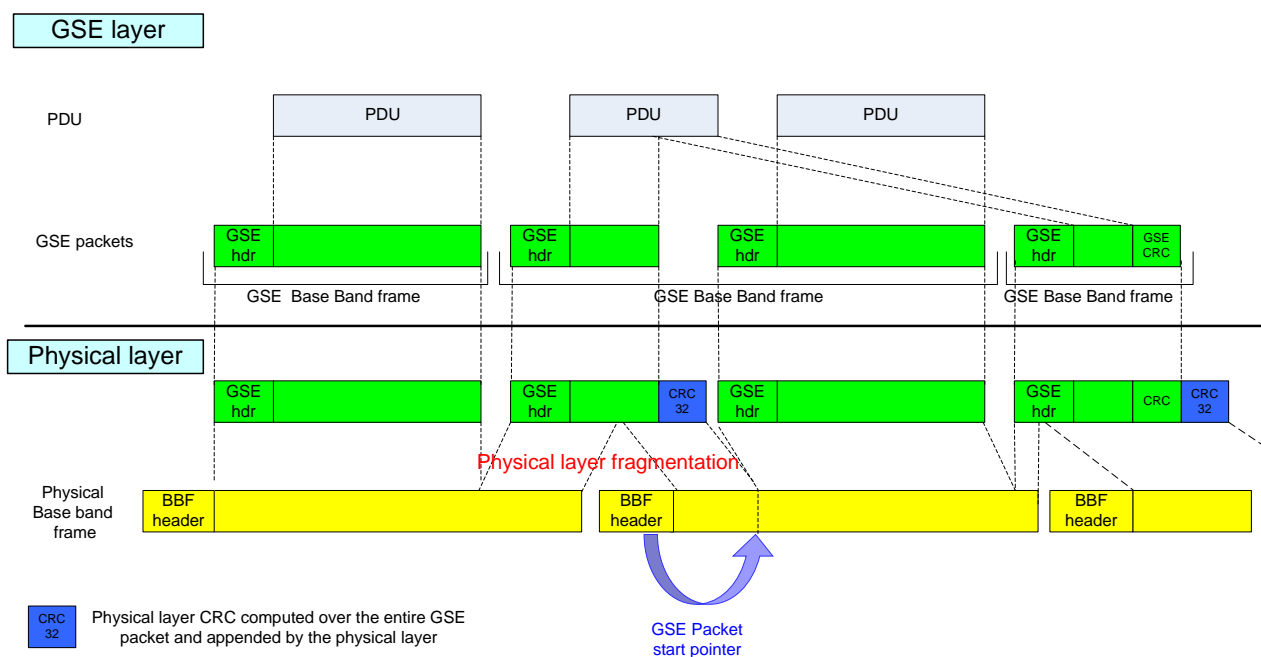 GSE layer
PDU
PDU
PDU
PDU
GSE packets
GSE
hdr
GSE
hdr
GSE
hdr
GSE
hdr
GSE
CRC
GSE Base Band frame
GSE Base Band frame
GSE Base Band frame
Physical layer
GSE
hdr
GSE
hdr
CRC
32
GSE
hdr
GSE
hdr
CRC
CRC
32
Physical layer fragmentation
Physical
Base band
frame
BBF
header
BBF
header
BBF
header
CRC
32
Physical layer CRC computed over the entire GSE
packet and appended by the physical layer
GSE Packet
start pointer